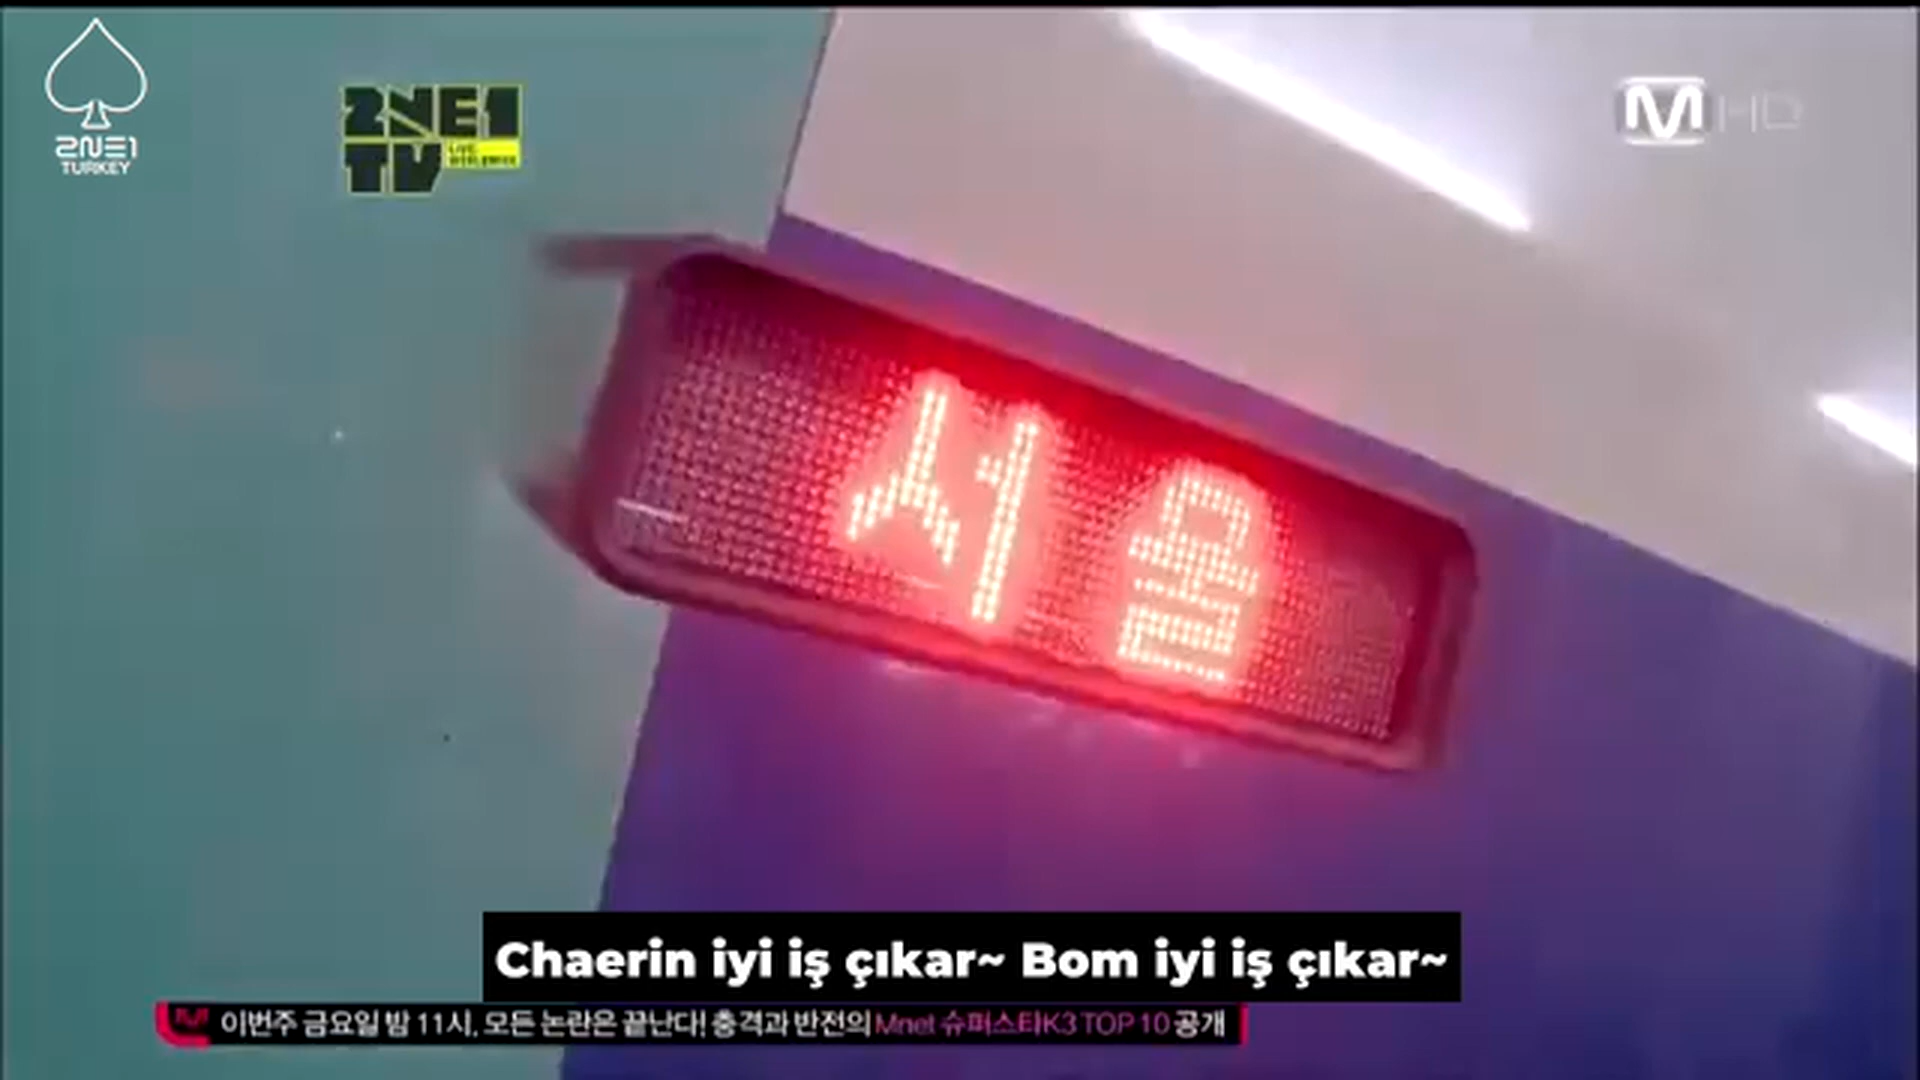 2NE1
TURKEY
2NE1
TV
LIVE
WORLDWIDE
M HD
서울
Chaerin iyi iş çıkar~ Bom iyi iş çıkar~
이번주 금요일 밤 11시, 모든 논란은 끝난다! 충격과 반전의 Mnet 슈퍼스타K3 TOP 10 공개